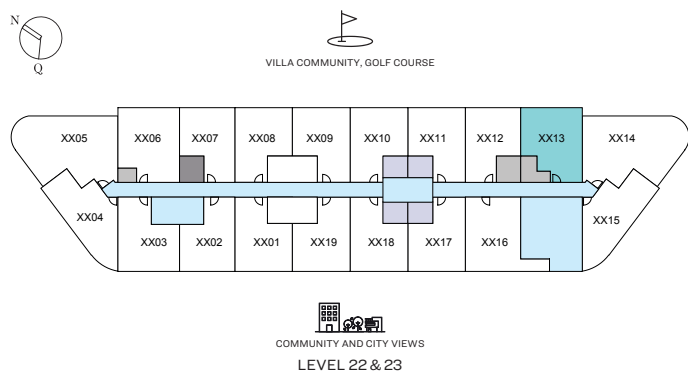 N
Q
VILLA COMMUNITY, GOLF COURSE
XX05 XX06 XX07 XX08 XX09 XX10 XX11 XX12 XX13 XX14
XX04 XX03 XX02 XX01 XX19 XX18 XX17 XX16 XX15
COMMUNITY AND CITY VIEWS
LEVEL 22 & 23